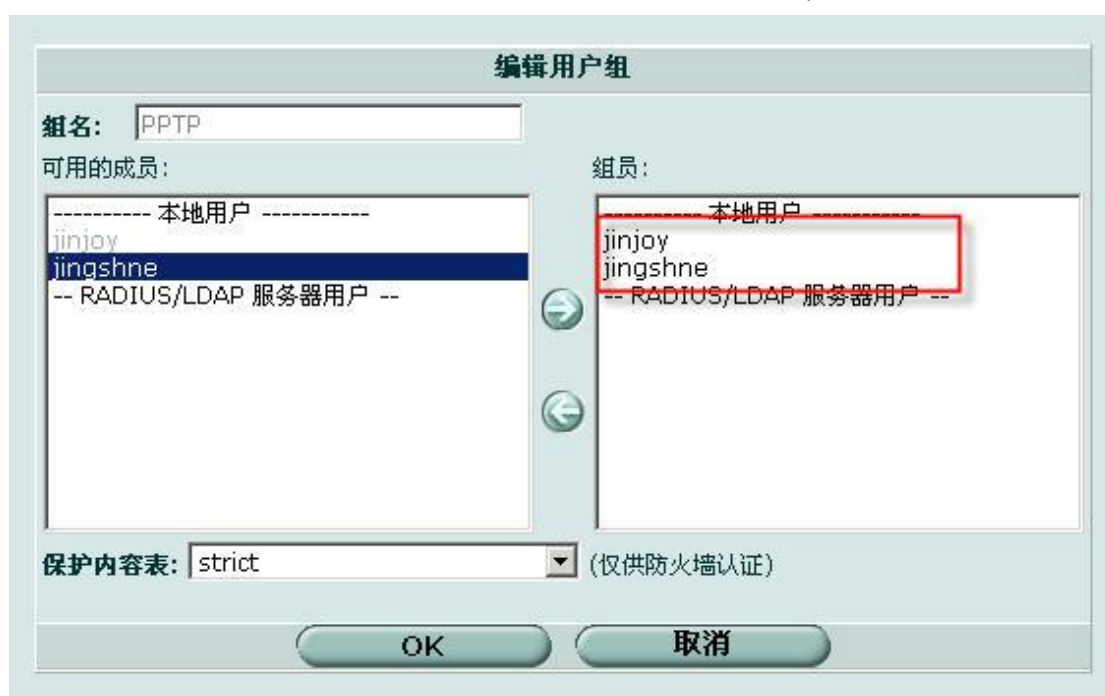 编辑用户组
组名: PPTP
可用的成员:
组员:
---------- 本地用户 -----------
jinjoy
jingshne
-- RADIUS/LDAP 服务器用户 --
---------- 本地用户 -----------
jinjoy
jingshne
-- RADIUS/LDAP 服务器用户 --
保护内容表: strict (仅供防火墙认证)
OK 取消